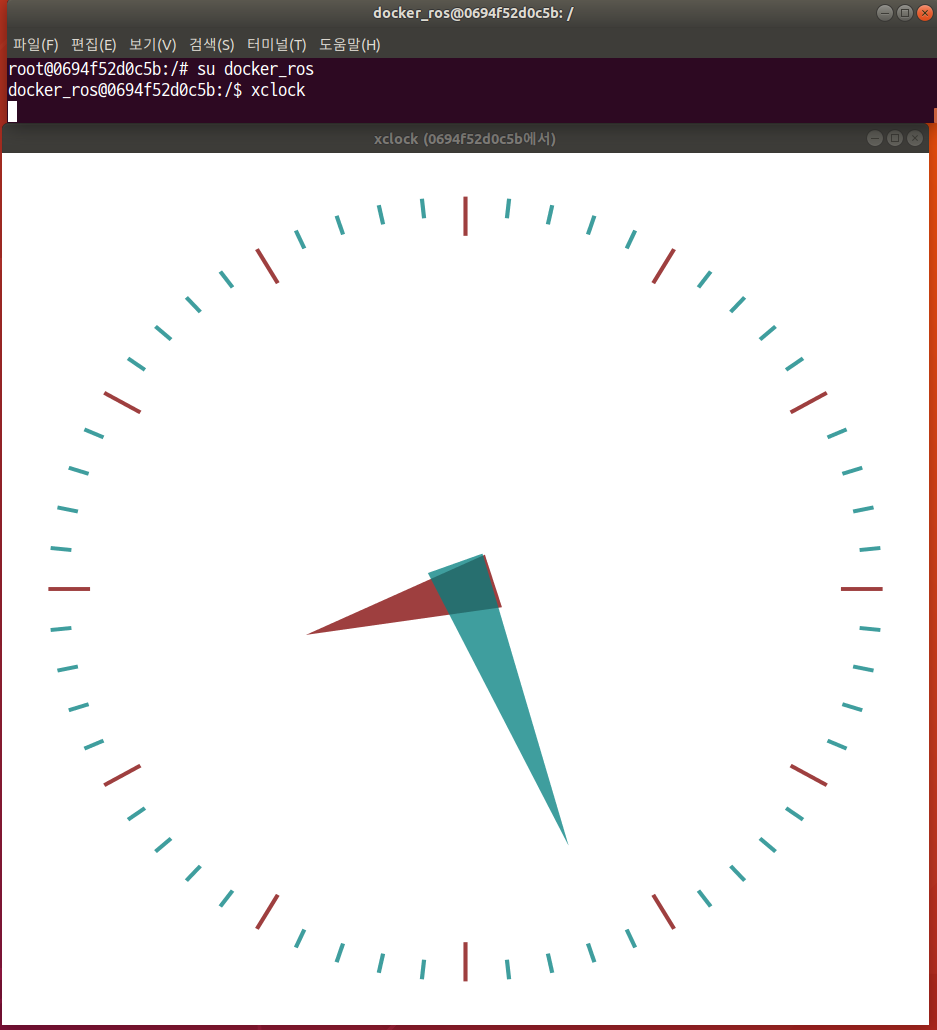 docker_ros@0694f52d0c5b: /
파일(F) 편집(E) 보기(V) 검색(S) 터미널(T) 도움말(H)
root@0694f52d0c5b:/# su docker_ros
docker_ros@0694f52d0c5b:/$ xclock
xclock (0694f52d0c5b에서)